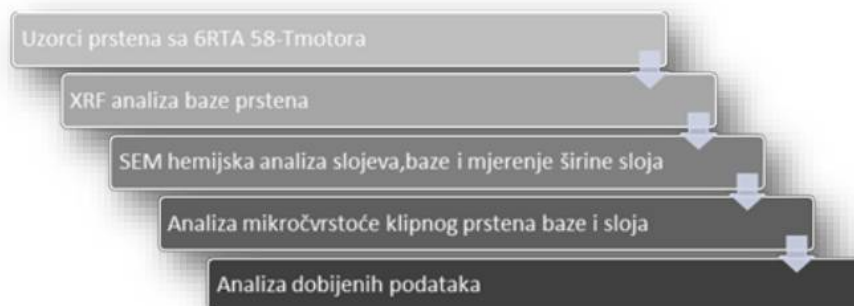 Uzorci prstena sa 6RTA 58-Tmotora
XRF analiza baze prstena
SEM hemijska analiza slojeva,baze i mjerenje širine sloja
Analiza mikročvrstoće klipnog prstena baze i sloja
Analiza dobijenih podataka